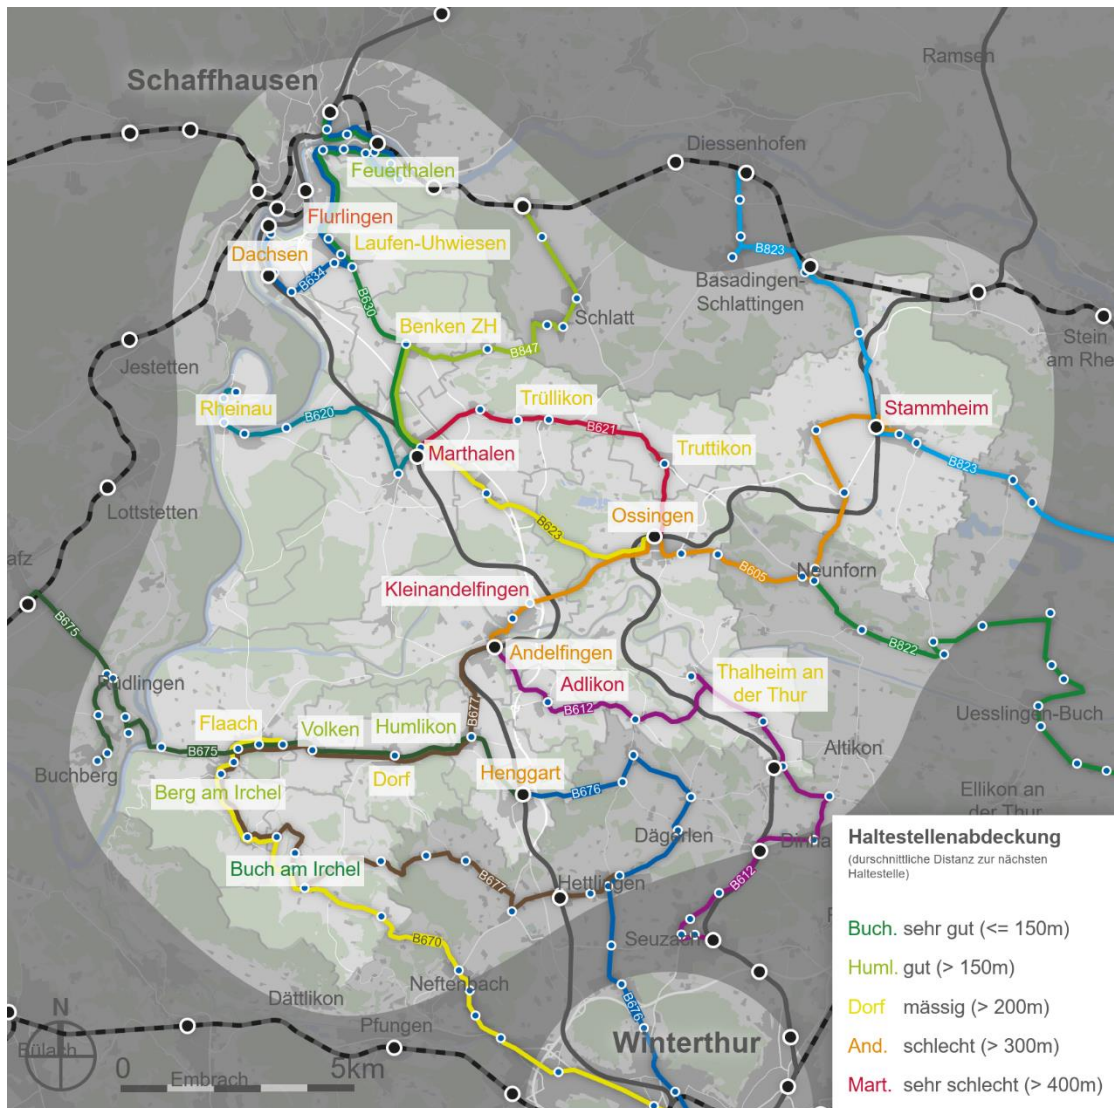 Ramsen
Schaffhausen
Diessenhofen
Feuerthalen
Flurlingen
Laufen-Uhwiesen
Dachsen
B823
B634
Basadingen-
Schlattingen
B630
Schlatt
Stein
am Rhe
Benken ZH
B847
Jestetten
Rheinau
B620
Trüllikon
B621
Stammheim
Truttikon
Marthalen
B823
Lottstetten
Ossingen
B623
afz
Neunforn
B605
Kleinandelfingen
B675
B822
Andelfingen
Thalheim an
der Thur
Rüdlingen
Adlikon
B612
B677
Uesslingen-Buch
Flaach
Volken
Humlikon
B675
Altikon
Buchberg
Dorf
Henggart
Berg am Irchel
B676
Ellikon an
der Thur
Dägerlen
Buch am Irchel
B677
Hettlingen
B612
Seuzach
B670
Neftenbach
Dättlikon
B676
Pfungen
Winterthur
N
Bülach
0
5km
Embrach
Haltestellenabdeckung
(durschnittliche Distanz zur nächsten
Haltestelle)
Buch. sehr gut (<= 150m)
Huml. gut (> 150m)
Dorf mässig (> 200m)
And. schlecht (> 300m)
Mart. sehr schlecht (> 400m)